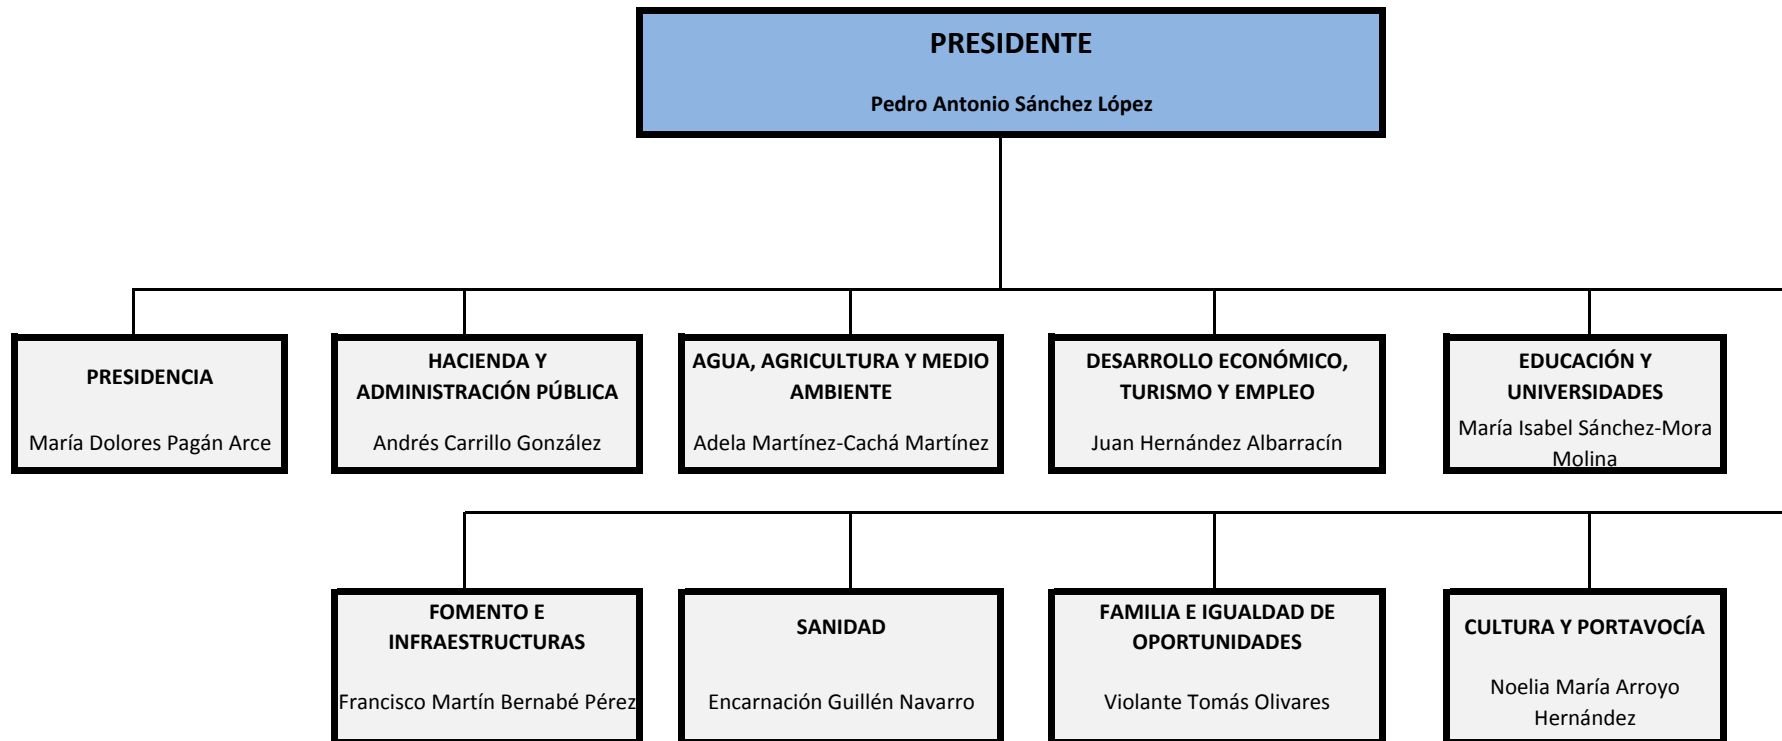 PRESIDENTE
Pedro Antonio Sánchez López
PRESIDENCIA
María Dolores Pagán Arce
HACIENDA Y
ADMINISTRACIÓN PÚBLICA
Andrés Carrillo González
AGUA, AGRICULTURA Y MEDIO
AMBIENTE
Adela Martínez-Cachá Martínez
DESARROLLO ECONÓMICO,
TURISMO Y EMPLEO
Juan Hernández Albarracín
EDUCACIÓN Y
UNIVERSIDADES
María Isabel Sánchez-Mora
Molina
FOMENTO E
INFRAESTRUCTURAS
Francisco Martín Bernabé Pérez
SANIDAD
Encarnación Guillén Navarro
FAMILIA E IGUALDAD DE
OPORTUNIDADES
Violante Tomás Olivares
CULTURA Y PORTAVOCÍA
Noelia María Arroyo
Hernández